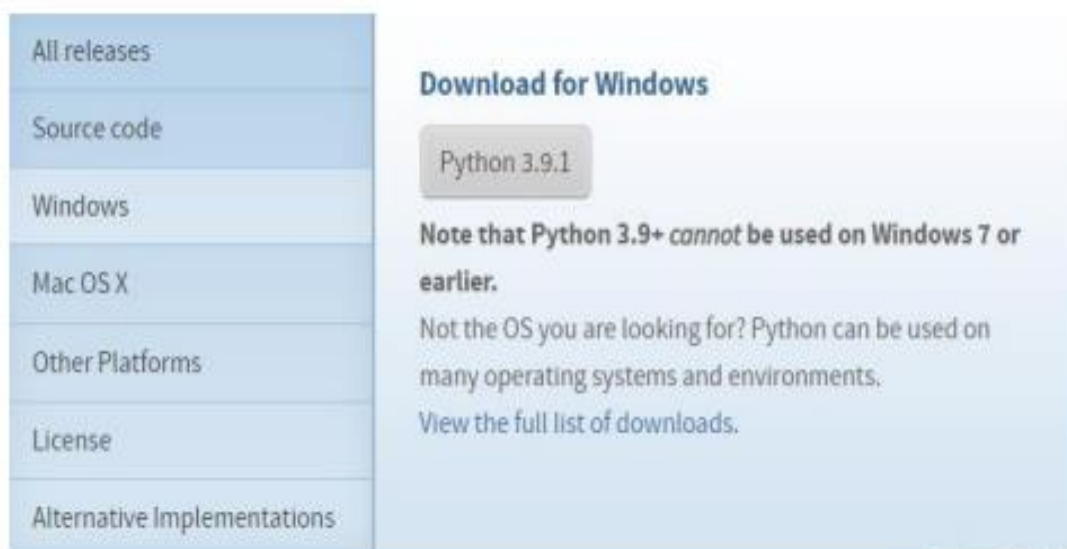 All releases
Source code
Windows
Mac OS X
Other Platforms
License
Alternative Implementations
Download for Windows
Python 3.9.1
Note that Python 3.9+ cannot be used on Windows 7 or
earlier.
Not the OS you are looking for? Python can be used on
many operating systems and environments.
View the full list of downloads.